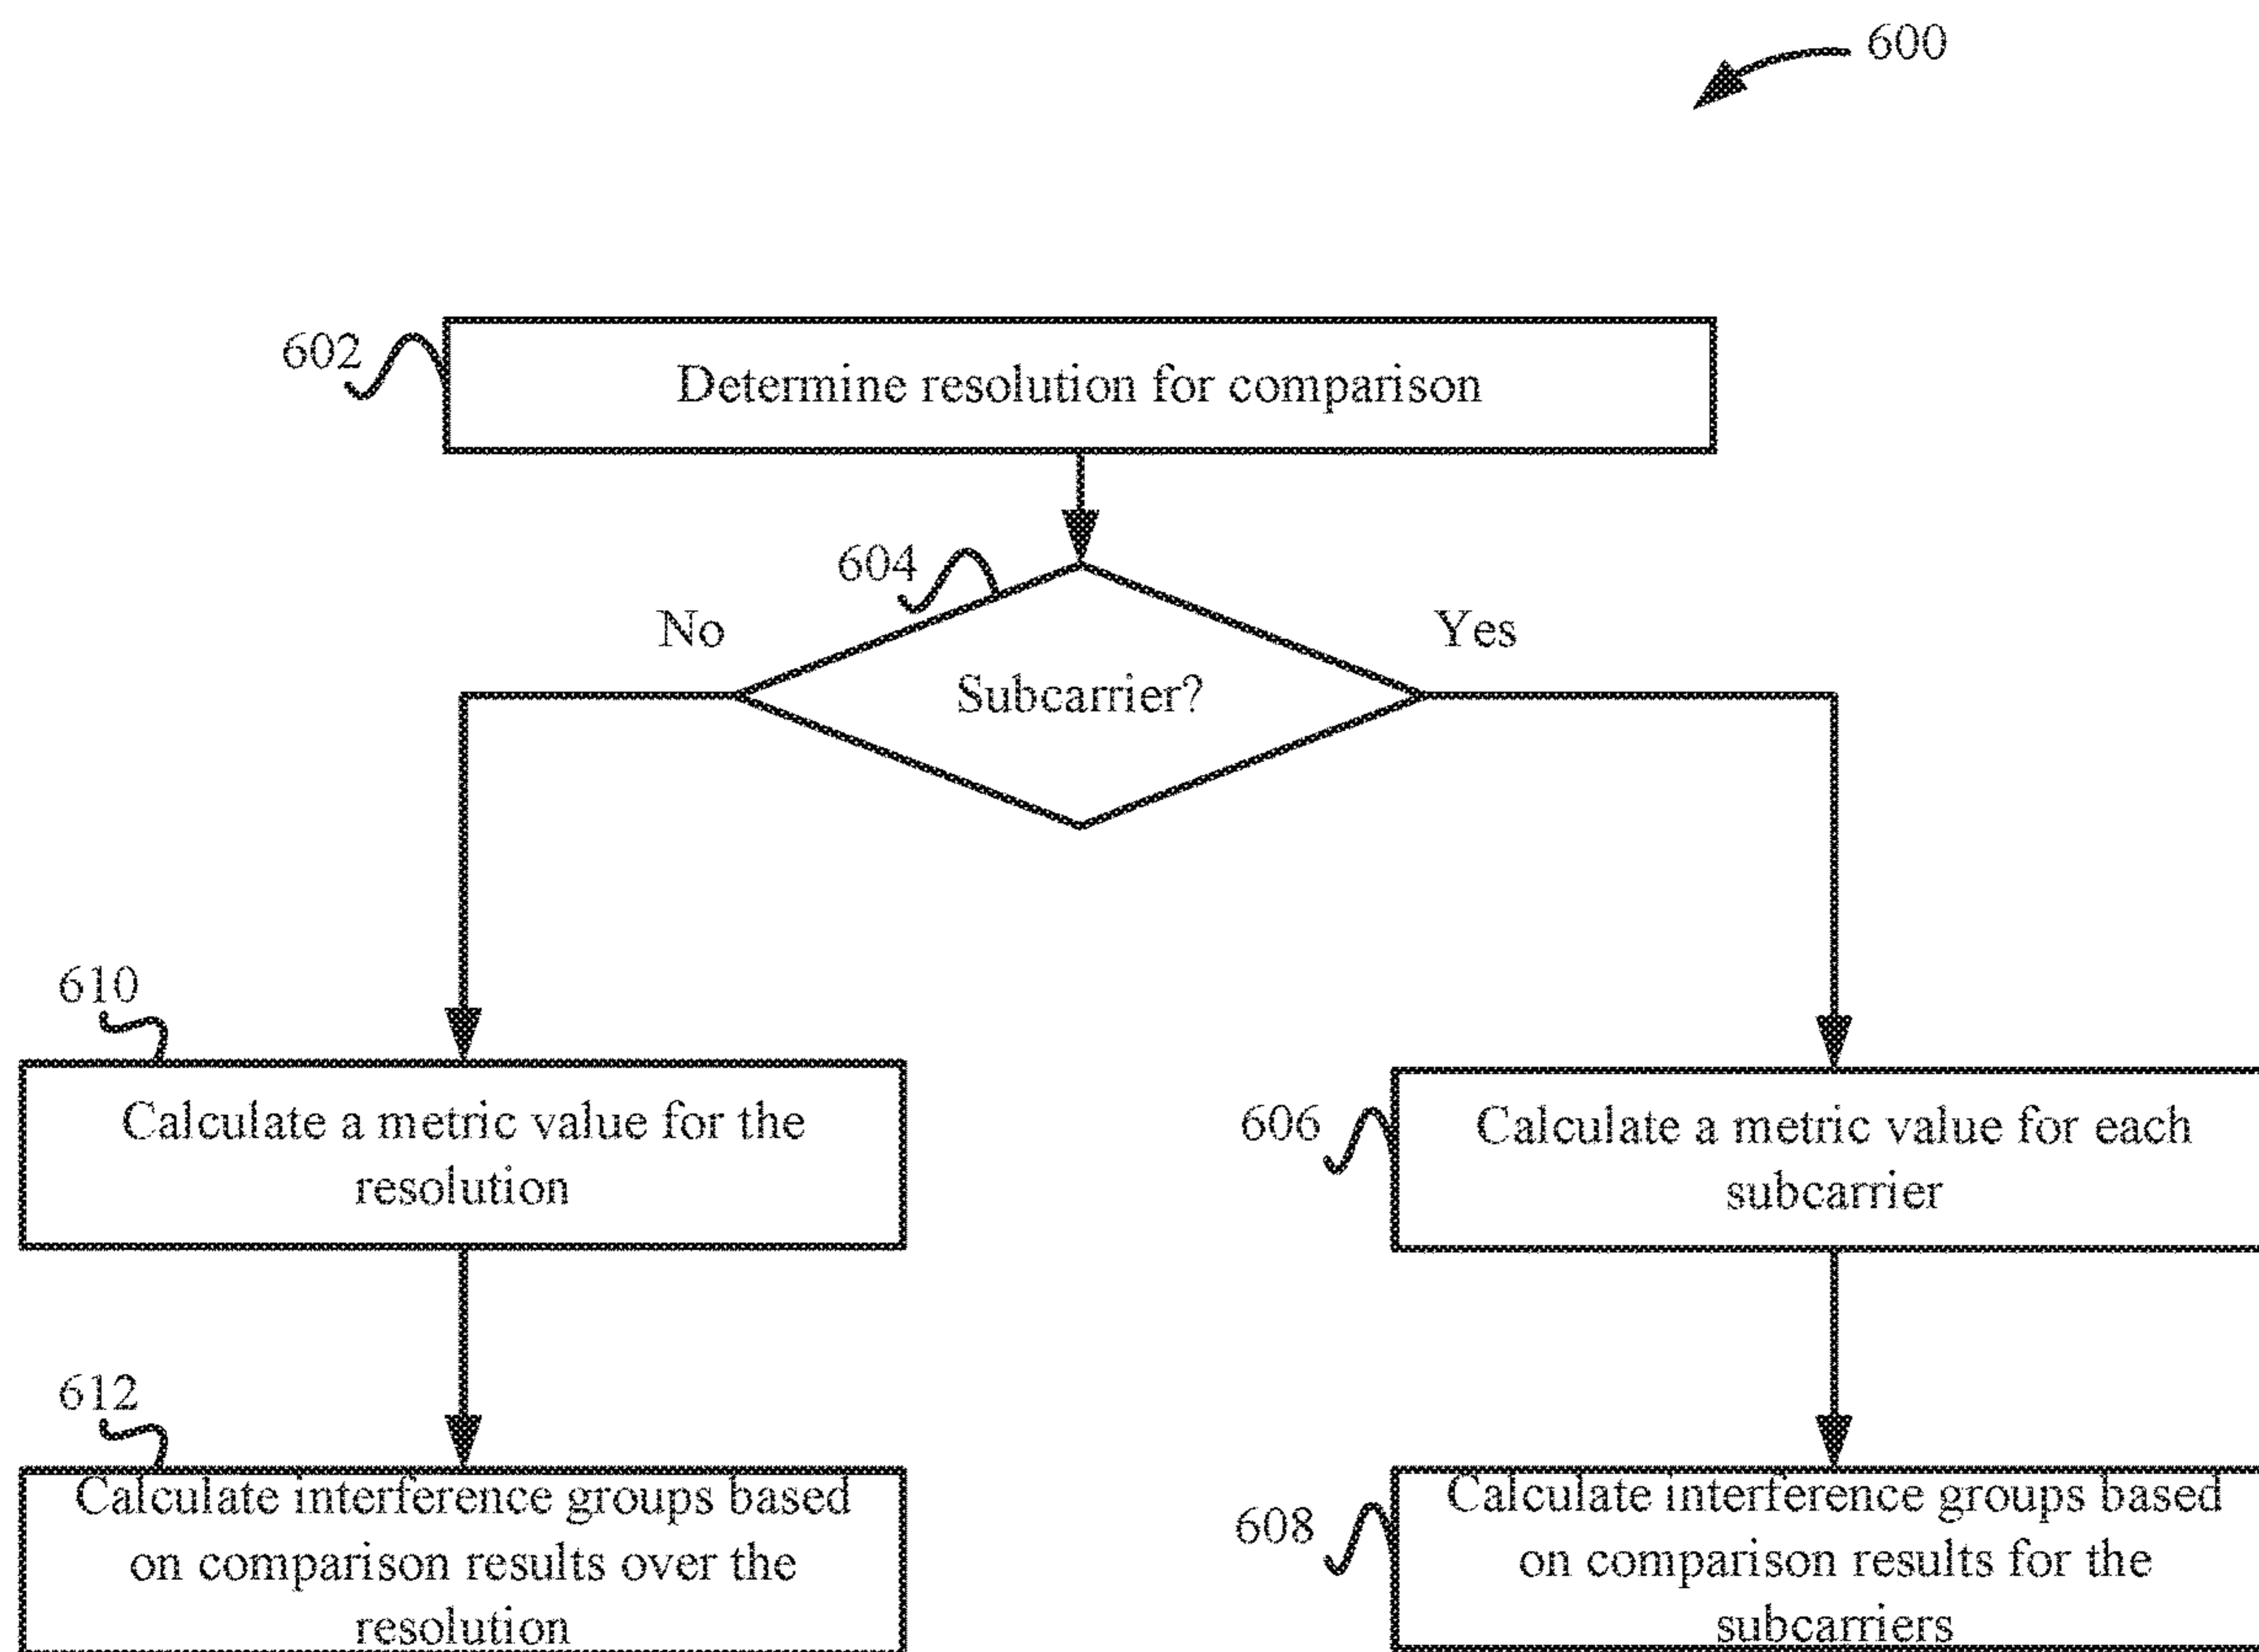 600
602
Determine resolution for comparison
604
No
Yes
Subcarrier?
610
Calculate a metric value for the
resolution
606
Calculate a metric value for each
subcarrier
612
Calculate interference groups based
on comparison results over the
resolution
608
Calculate interference groups based
on comparison results for the
subcarriers